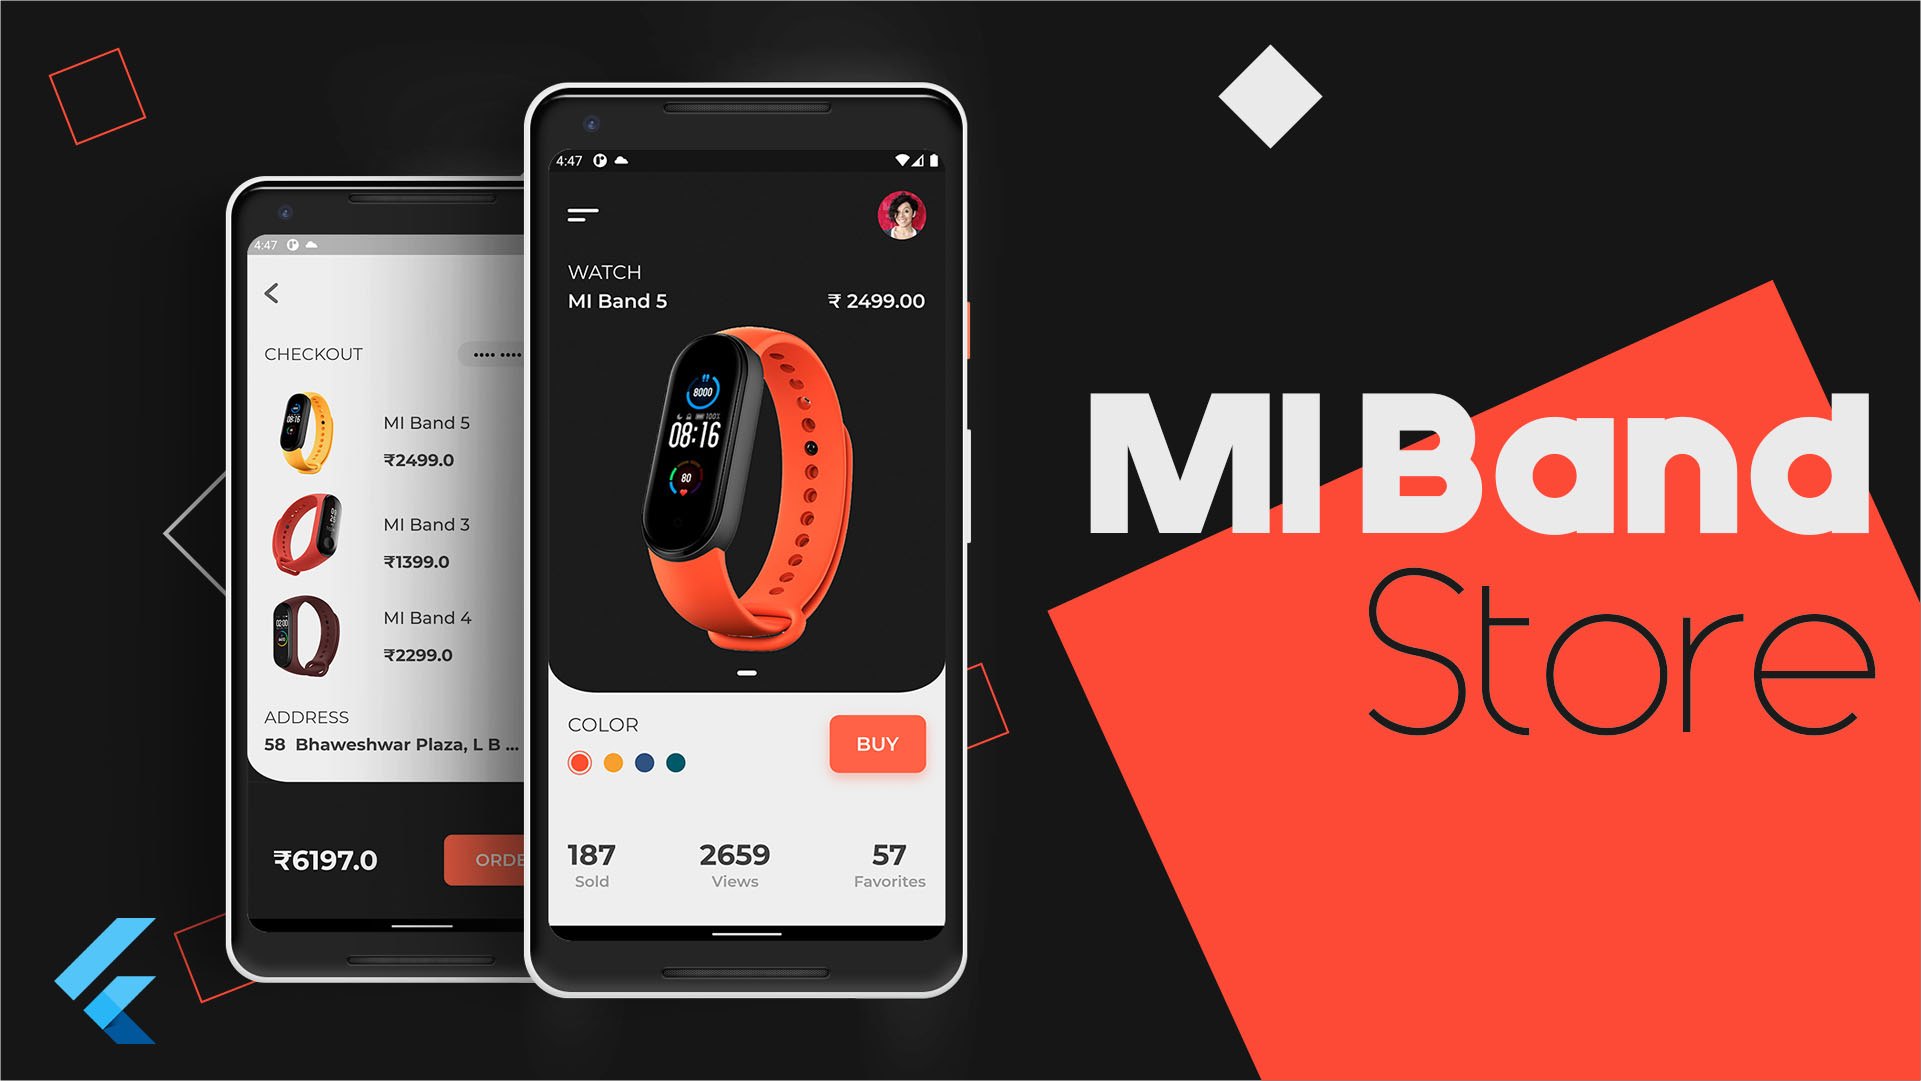 4:47
CHECKOUT
•••• ••••
MI Band 5
₹2499.0
MI Band 3
₹1399.0
MI Band 4
₹2299.0
ADDRESS
58 Bhaweshwar Plaza, L B ...
₹6197.0
ORDE
4:47
WATCH
MI Band 5
₹ 2499.00
8000
100%
08:16
80
COLOR
BUY
187
2659
57
Sold
Views
Favorites
MI Band
Store